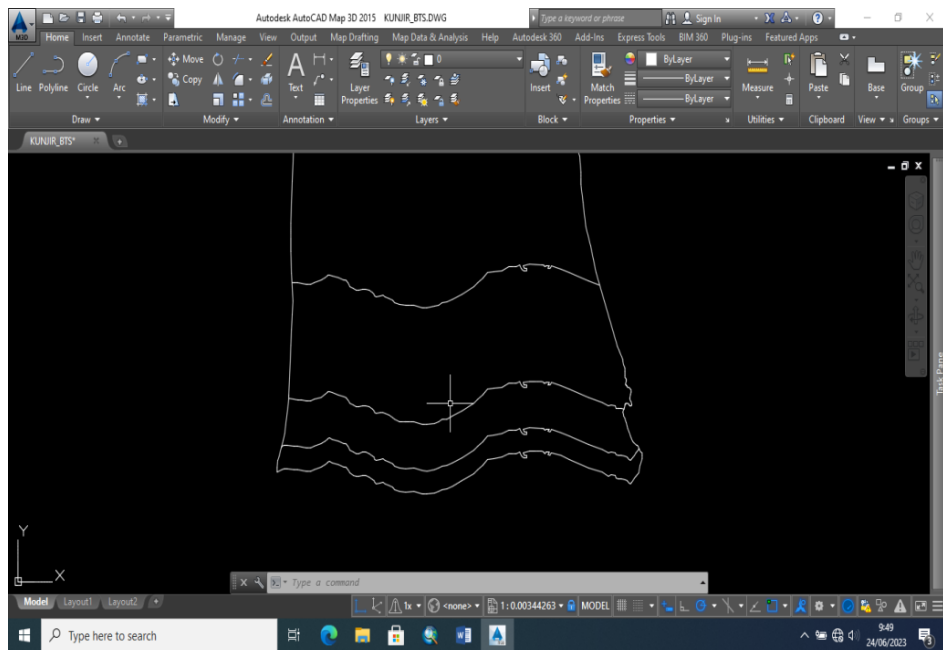 Autodesk AutoCAD Map 3D 2015 KUNJIR_BTS.DWG
Type a keyword or phrase
Sign In
M3D
Home Insert Annotate Parametric Manage View Output Map Drafting Map Data & Analysis Help Autodesk 360 Add-Ins Express Tools BIM 360 Plug-ins Featured Apps
Line Polyline Circle Arc
Move
Copy
Text
Layer Properties
0
Insert
Match Properties
ByLayer
ByLayer
ByLayer
Measure
Paste
Base
Group
Draw Modify Annotation Layers Block Properties Utilities Clipboard View Groups
KUNJIR_BTS*
Task Pane
Y
X
Type a command
Model Layout1 Layout2
1x <none> 1:0.00344263 MODEL
Type here to search
9:49
24/06/2023